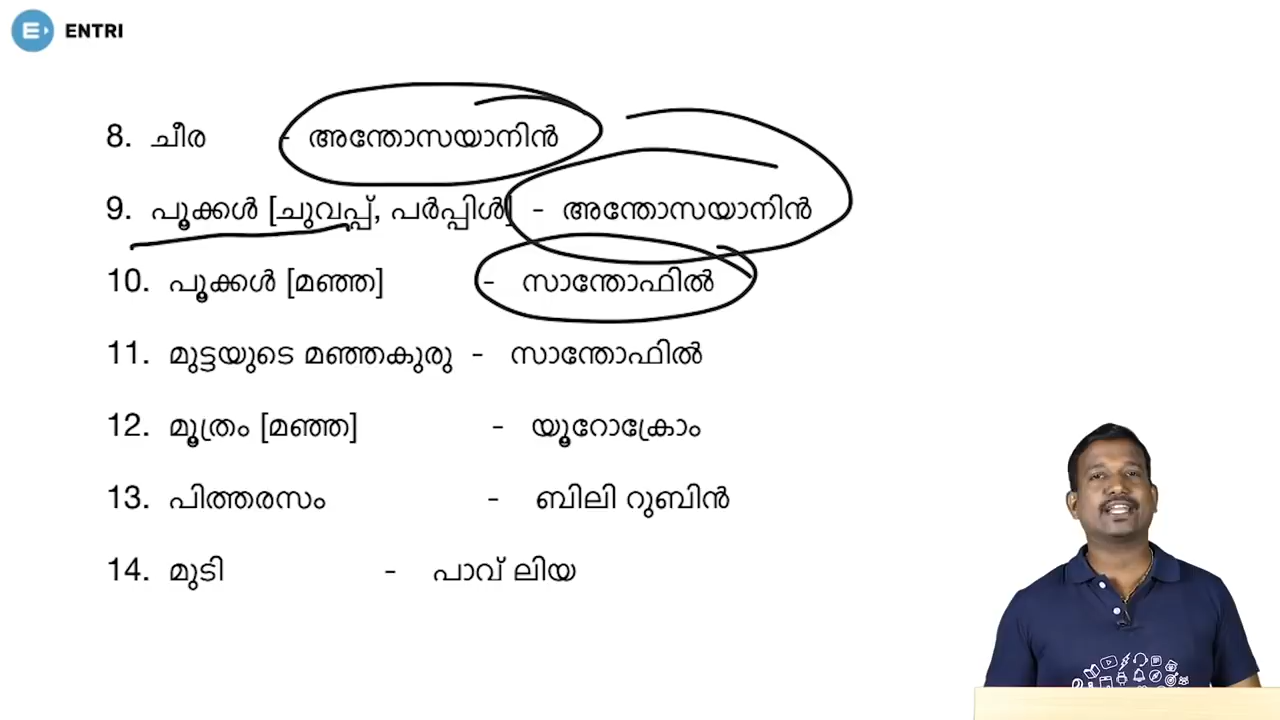 ENTRI
8. ചീര - അന്തോസയാനിൻ
9. പൂക്കൾ [ചുവപ്പ്, പർപ്പിൾ] - അന്തോസയാനിൻ
10. പൂക്കൾ [മഞ്ഞ] - സാന്തോഫിൽ
11. മുട്ടയുടെ മഞ്ഞകുരു - സാന്തോഫിൽ
12. മൂത്രം [മഞ്ഞ] - യൂറോക്രോം
13. പിത്തരസം - ബിലി റുബിൻ
14. മുടി - പാവ് ലിയ